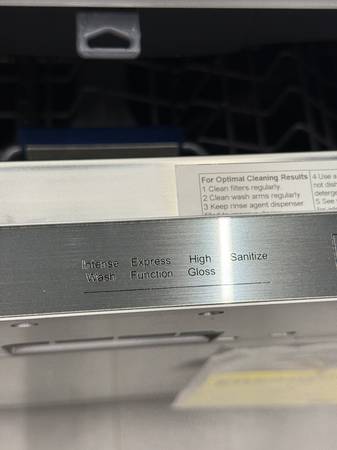 For Optimal Cleaning Results
1 Clean filters regularly
2 Clean wash arms regularly
3 Keep rinse agent dispenser
4 Use a
not dish
deterge
5 See
Intense Express High Sanitize
Wash Function Gloss